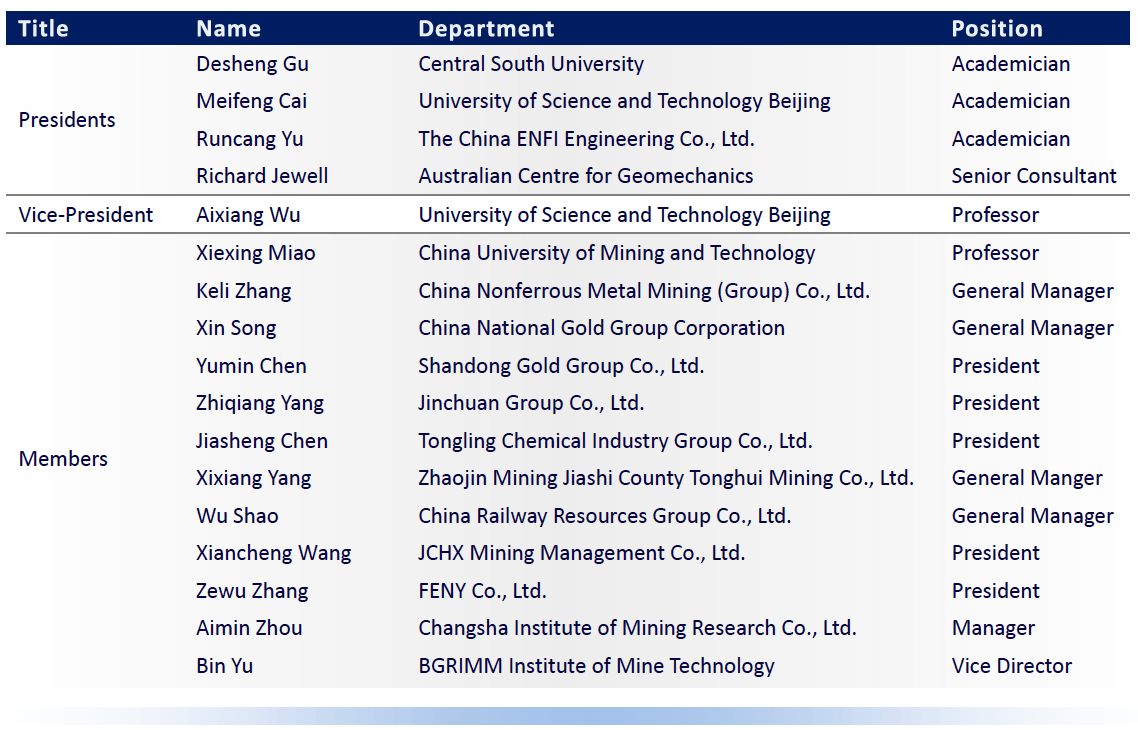 Title Name Department Position
Desheng Gu Central South University Academician
Meifeng Cai University of Science and Technology Beijing Academician
Presidents
Runcang Yu The China ENFI Engineering Co., Ltd. Academician
Richard Jewell Australian Centre for Geomechanics Senior Consultant
Vice-President Aixiang Wu University of Science and Technology Beijing Professor
Xiexing Miao China University of Mining and Technology Professor
Keli Zhang China Nonferrous Metal Mining (Group) Co., Ltd. General Manager
Xin Song China National Gold Group Corporation General Manager
Yumin Chen Shandong Gold Group Co., Ltd. President
Zhiqiang Yang Jinchuan Group Co., Ltd. President
Jiasheng Chen Tongling Chemical Industry Group Co., Ltd. President
Members
Xixiang Yang Zhaojin Mining Jiashi County Tonghui Mining Co., Ltd. General Manger
Wu Shao China Railway Resources Group Co., Ltd. General Manager
Xiancheng Wang JCHX Mining Management Co., Ltd. President
Zewu Zhang FENY Co., Ltd. President
Aimin Zhou Changsha Institute of Mining Research Co., Ltd. Manager
Bin Yu BGRIMM Institute of Mine Technology Vice Director